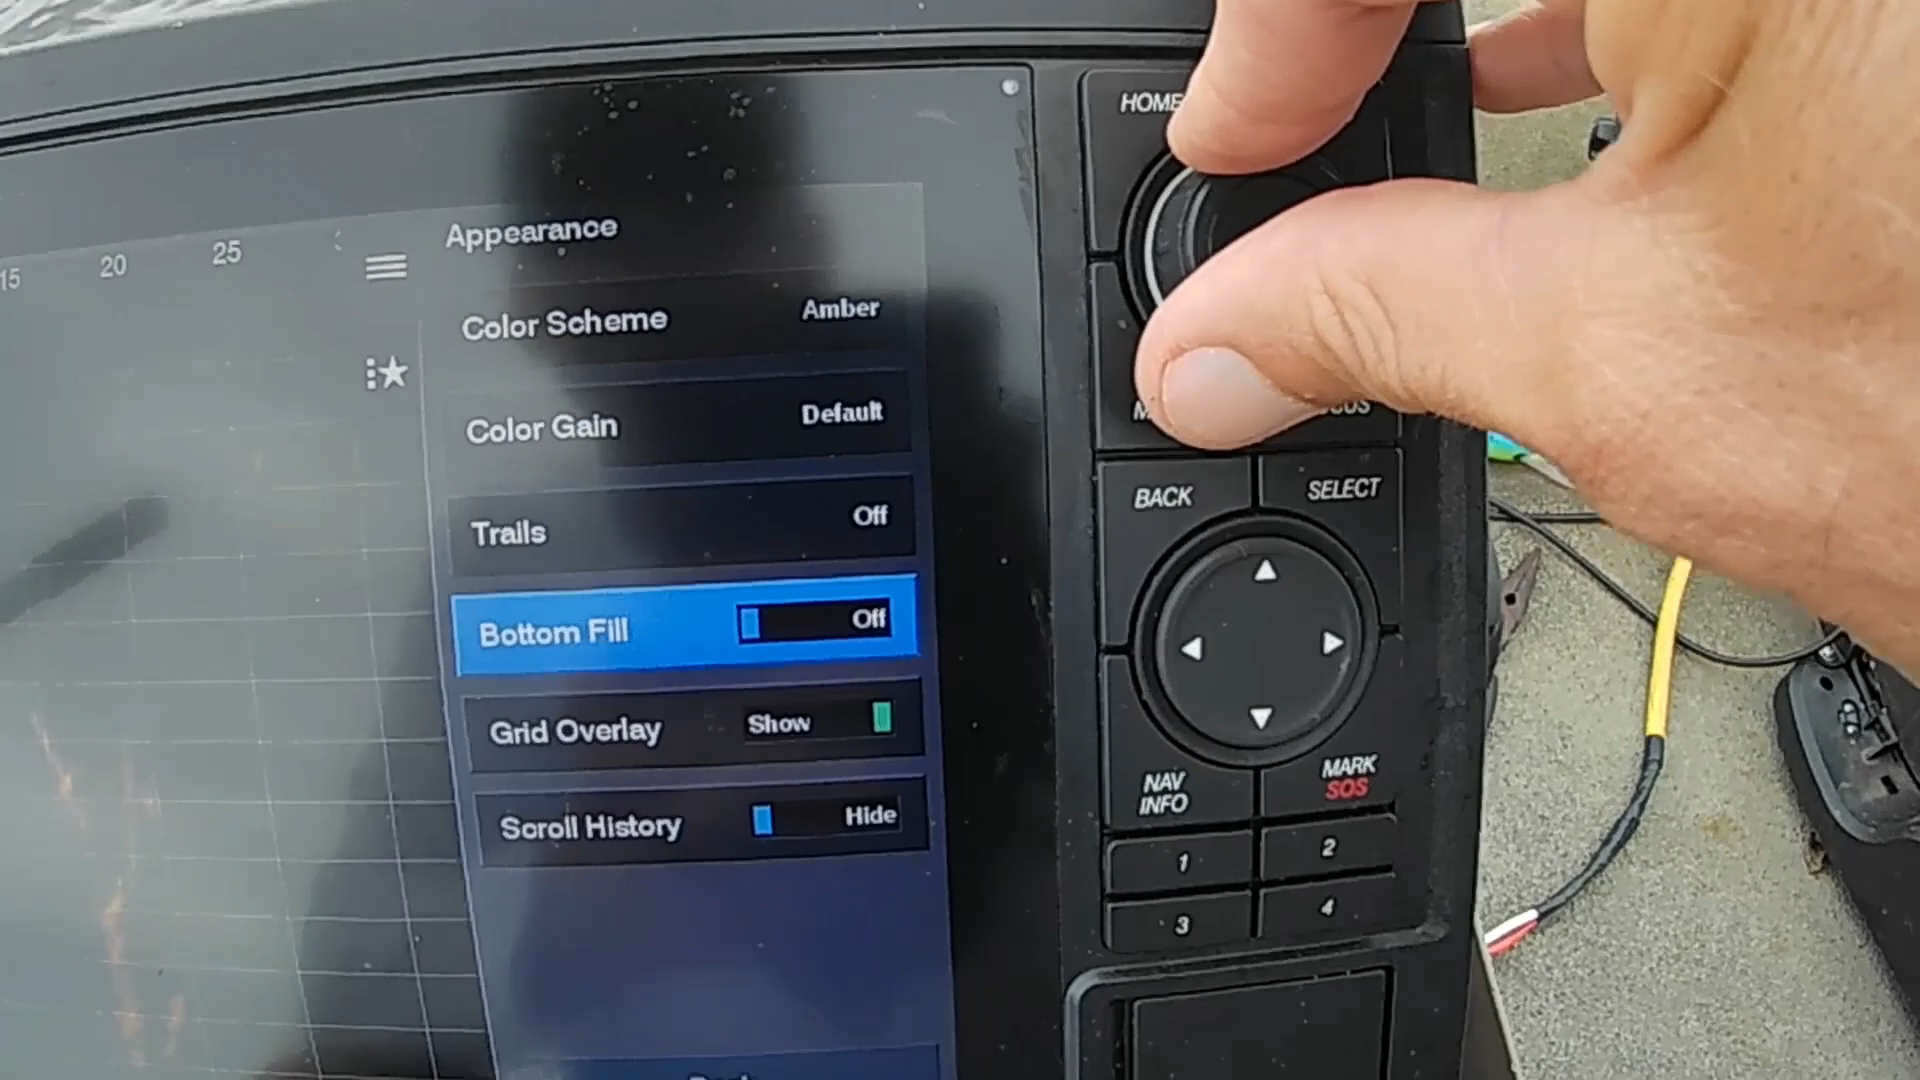 15 20 25
Appearance
Color Scheme Amber
Color Gain Default
Trails Off
Bottom Fill Off
Grid Overlay Show
Scroll History Hide
HOME
BACK SELECT
NAV INFO
MARK SOS
1 2
3 4